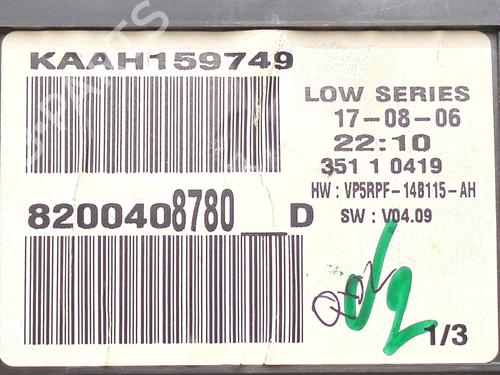 KAAH159749
LOW SERIES
17-08-06
22:10
351 1 0419
HW : VP5RPF-14B115-AH
SW : V04.09
8200408780__D
1/3